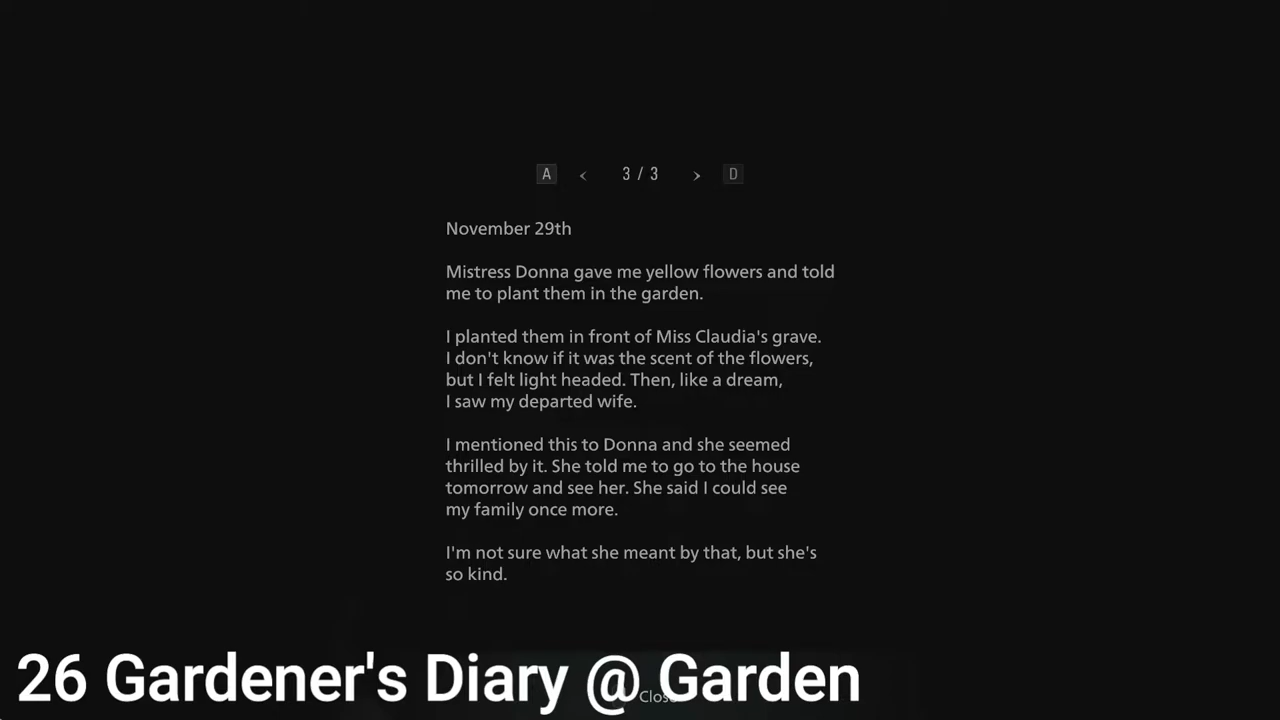 A < 3 / 3 > D
November 29th
Mistress Donna gave me yellow flowers and told
me to plant them in the garden.
I planted them in front of Miss Claudia's grave.
I don't know if it was the scent of the flowers,
but I felt light headed. Then, like a dream,
I saw my departed wife.
I mentioned this to Donna and she seemed
thrilled by it. She told me to go to the house
tomorrow and see her. She said I could see
my family once more.
I'm not sure what she meant by that, but she's
so kind.
26 Gardener's Diary @ Garden
Close